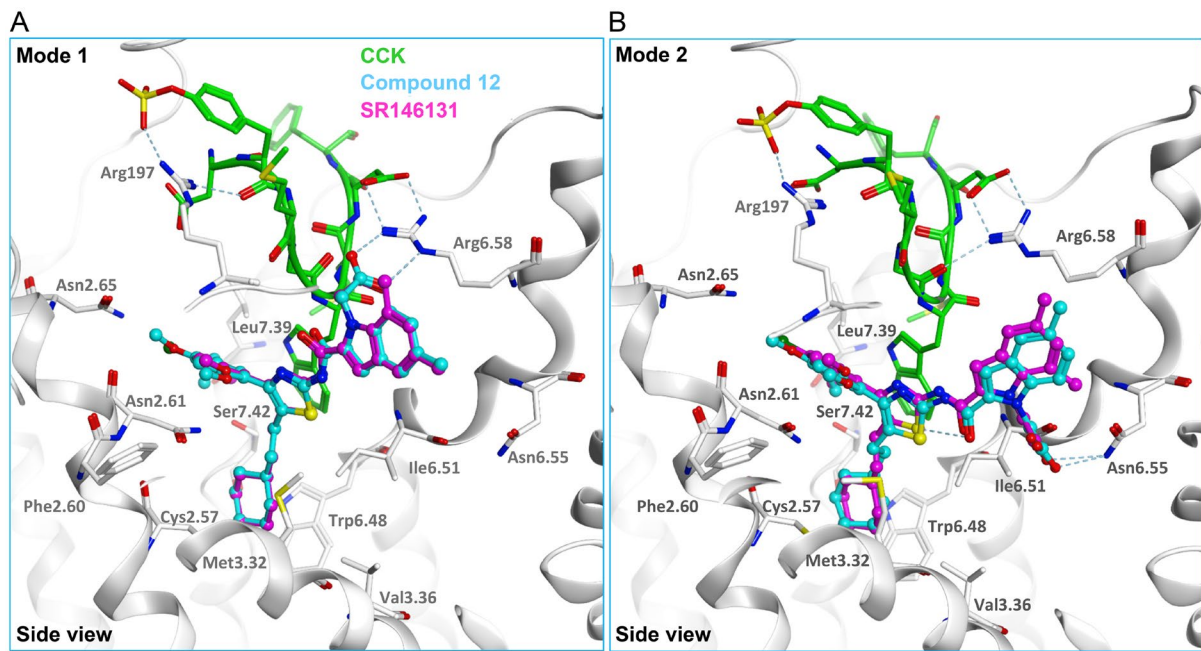 A
Mode 1
CCK
Compound 12
SR146131
Arg197
Arg6.58
Asn2.65
Leu7.39
Asn2.61
Ser7.42
Ile6.51
Asn6.55
Phe2.60
Cys2.57
Trp6.48
Met3.32
Val3.36
Side view
B
Mode 2
Arg197
Arg6.58
Asn2.65
Leu7.39
Asn2.61
Ser7.42
Asn6.55
Ile6.51
Phe2.60
Cys2.57
Trp6.48
Met3.32
Val3.36
Side view